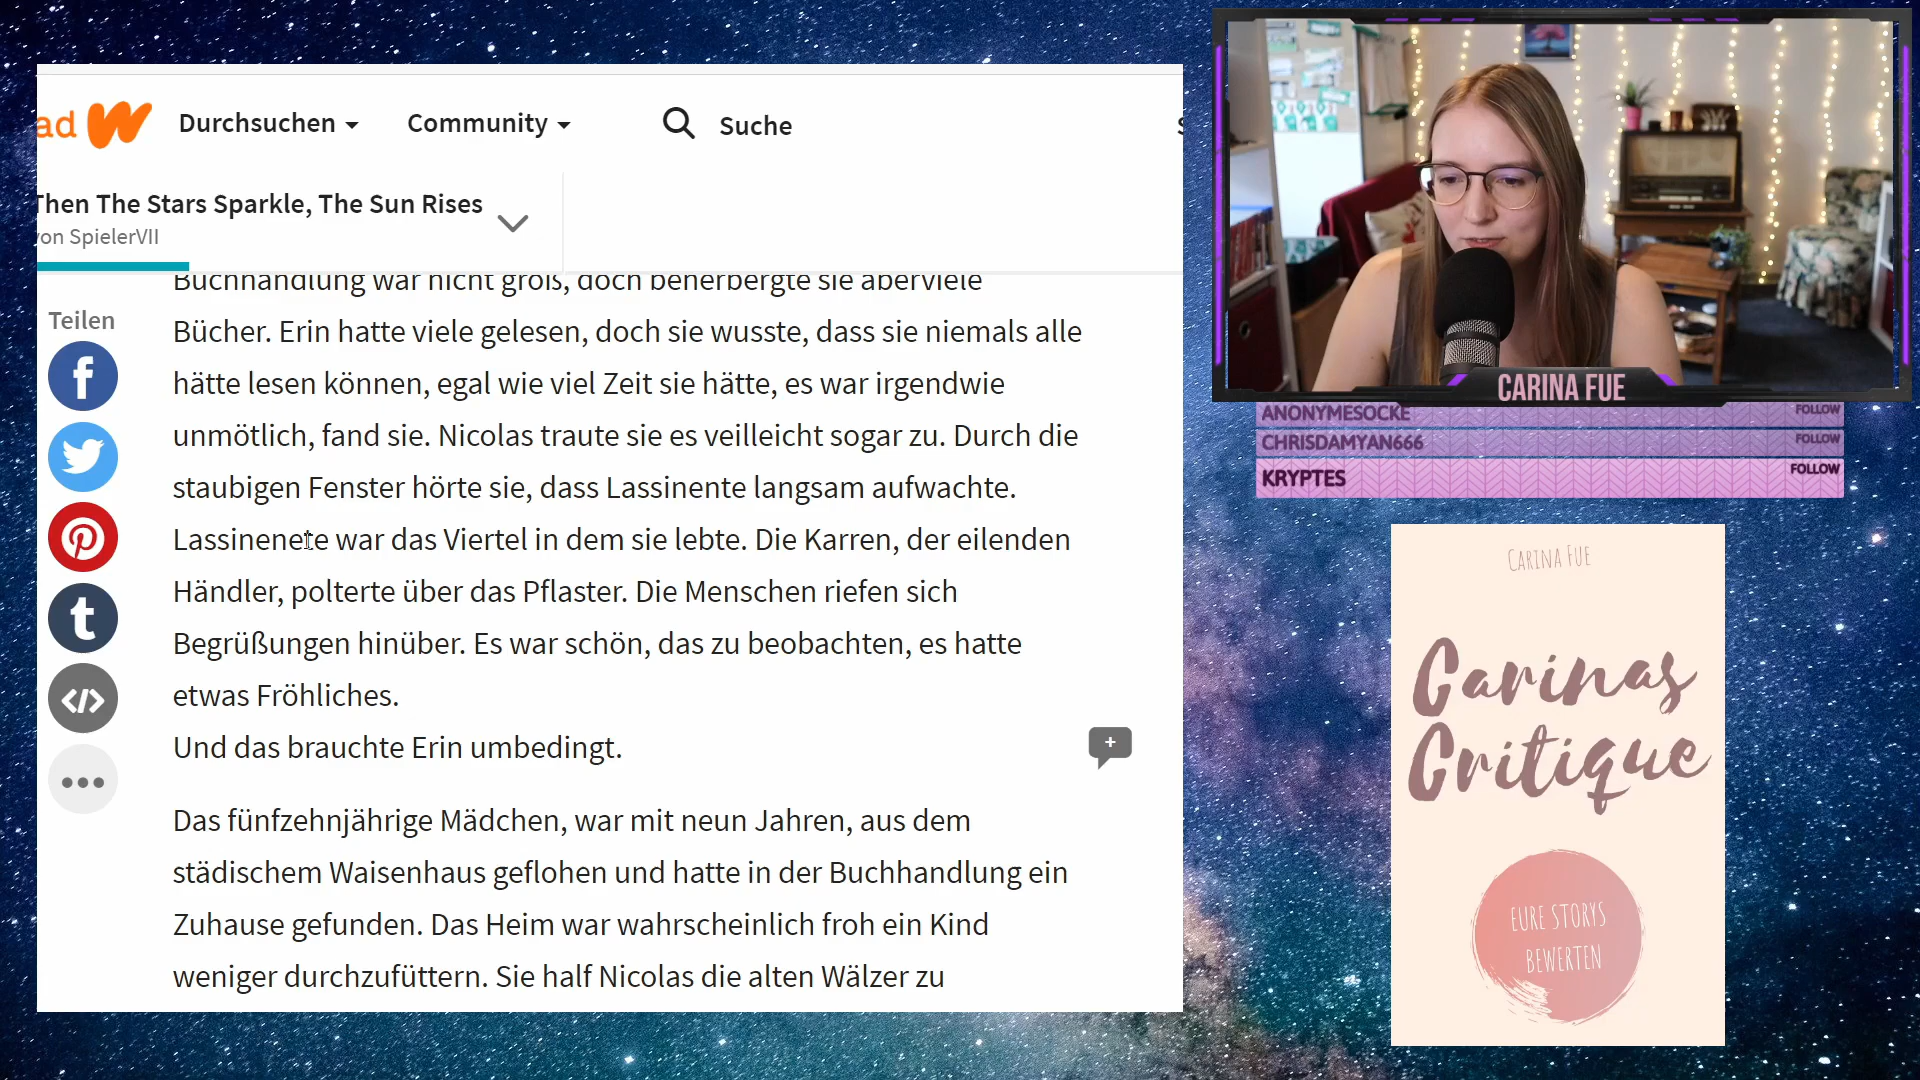 ad
Durchsuchen
Community
Suche
Then The Stars Sparkle, The Sun Rises
von SpielerVII
Teilen
Buchhandlung war nicht groß, doch beherbergte sie aberviele
Bücher. Erin hatte viele gelesen, doch sie wusste, dass sie niemals alle
hätte lesen können, egal wie viel Zeit sie hätte, es war irgendwie
unmötlich, fand sie. Nicolas traute sie es veilleicht sogar zu. Durch die
staubigen Fenster hörte sie, dass Lassinente langsam aufwachte.
Lassinenete war das Viertel in dem sie lebte. Die Karren, der eilenden
Händler, polterte über das Pflaster. Die Menschen riefen sich
Begrüßungen hinüber. Es war schön, das zu beobachten, es hatte
etwas Fröhliches.
Und das brauchte Erin umbedingt.
Das fünfzehnjährige Mädchen, war mit neun Jahren, aus dem
städischem Waisenhaus geflohen und hatte in der Buchhandlung ein
Zuhause gefunden. Das Heim war wahrscheinlich froh ein Kind
weniger durchzufüttern. Sie half Nicolas die alten Wälzer zu
CARINA FUE
ANONYMESOCKE FOLLOW
CHRISDAMYAN666 FOLLOW
KRYPTES FOLLOW
CARINA FUE
Carinas
Critique
EURE STORYS
BEWERTEN